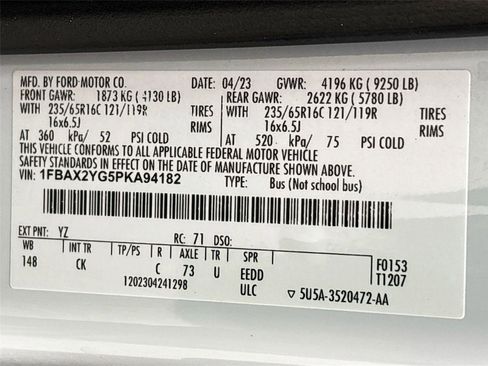 MFD. BY FORD MOTOR CO. DATE: 04/23 GVWR: 4196 KG ( 9250 LB)
FRONT GAWR: 1873 KG ( 4130 LB) REAR GAWR: 2622 KG ( 5780 LB)
WITH 235/65R16C 121/119R TIRES WITH 235/65R16C 121/119R TIRES
16x6.5J RIMS 16x6.5J RIMS
AT 360 kPa/ 52 PSI COLD AT 520 kPa/ 75 PSI COLD
THIS VEHICLE CONFORMS TO ALL APPLICABLE FEDERAL MOTOR VEHICLE
SAFETY STANDARDS IN EFFECT ON THE DATE OF MANUFACTURE SHOWN ABOVE.
VIN: 1FBAX2YG5PKA94182 TYPE: Bus (Not school bus)
EXT PNT: YZ RC: 71 DSO:
WB INT TR TP/PS R AXLE TR SPR F0153
148 CK C 73 U EEDD T1207
1202304241298 ULC ▽ 5U5A-3520472-AA